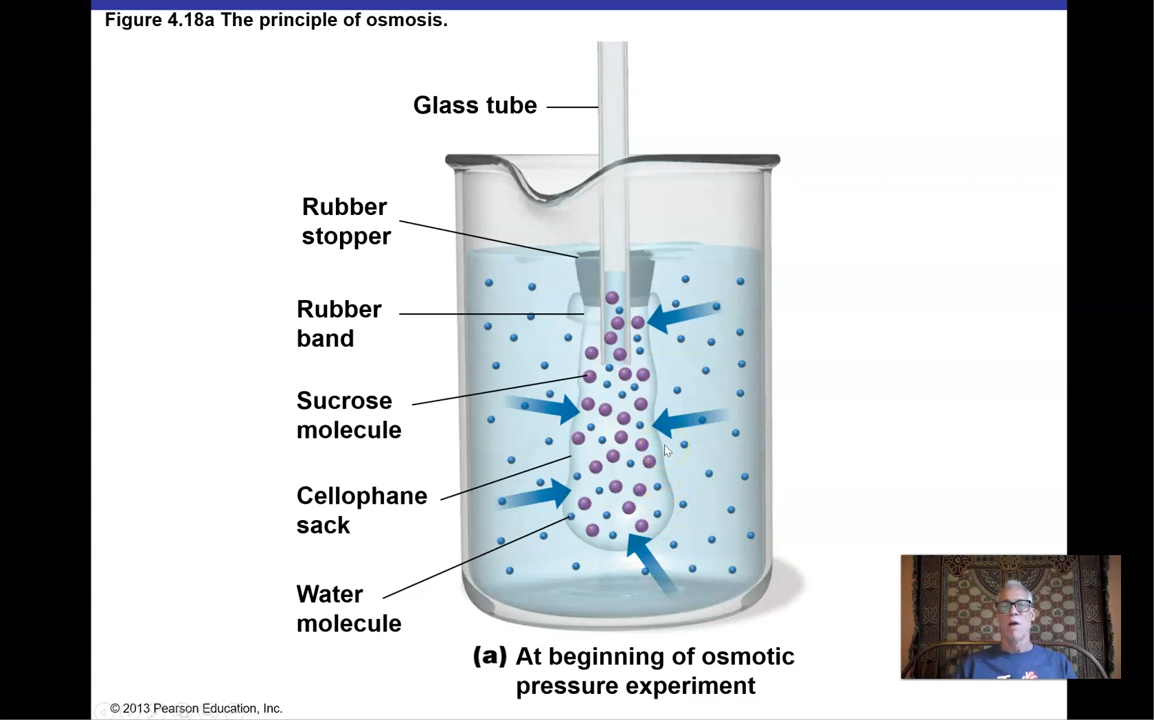 Figure 4.18a The principle of osmosis.
Glass tube
Rubber
stopper
Rubber
band
Sucrose
molecule
Cellophane
sack
Water
molecule
(a) At beginning of osmotic
pressure experiment
© 2013 Pearson Education, Inc.